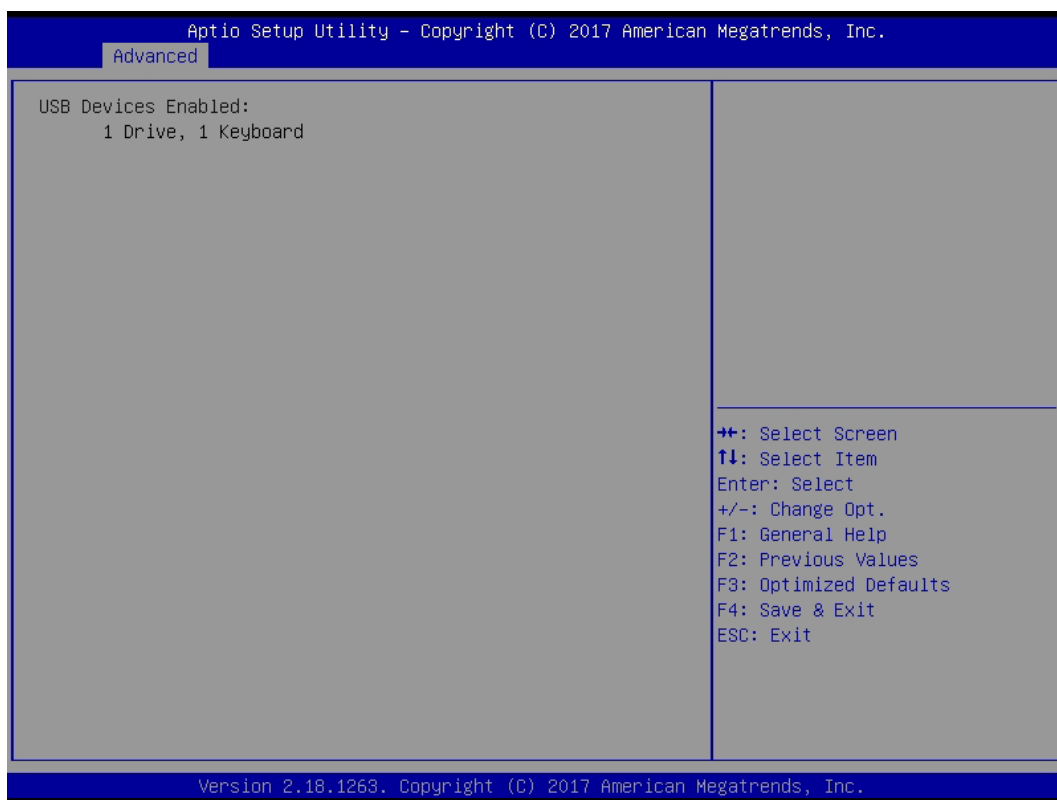 Aptio Setup Utility – Copyright (C) 2017 American Megatrends, Inc.
Advanced
USB Devices Enabled:
1 Drive, 1 Keyboard
→←: Select Screen
↑↓: Select Item
Enter: Select
+/-: Change Opt.
F1: General Help
F2: Previous Values
F3: Optimized Defaults
F4: Save & Exit
ESC: Exit
Version 2.18.1263. Copyright (C) 2017 American Megatrends, Inc.